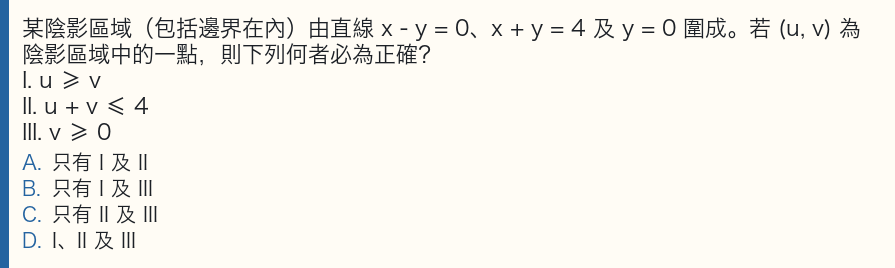 某陰影區域（包括邊界在內）由直線 x - y = 0、x + y = 4 及 y = 0 圍成。若 (u, v) 為
陰影區域中的一點，則下列何者必為正確？
I. u ⩾ v
II. u + v ⩽ 4
III. v ⩾ 0
A. 只有 I 及 II
B. 只有 I 及 III
C. 只有 II 及 III
D. I、II 及 III